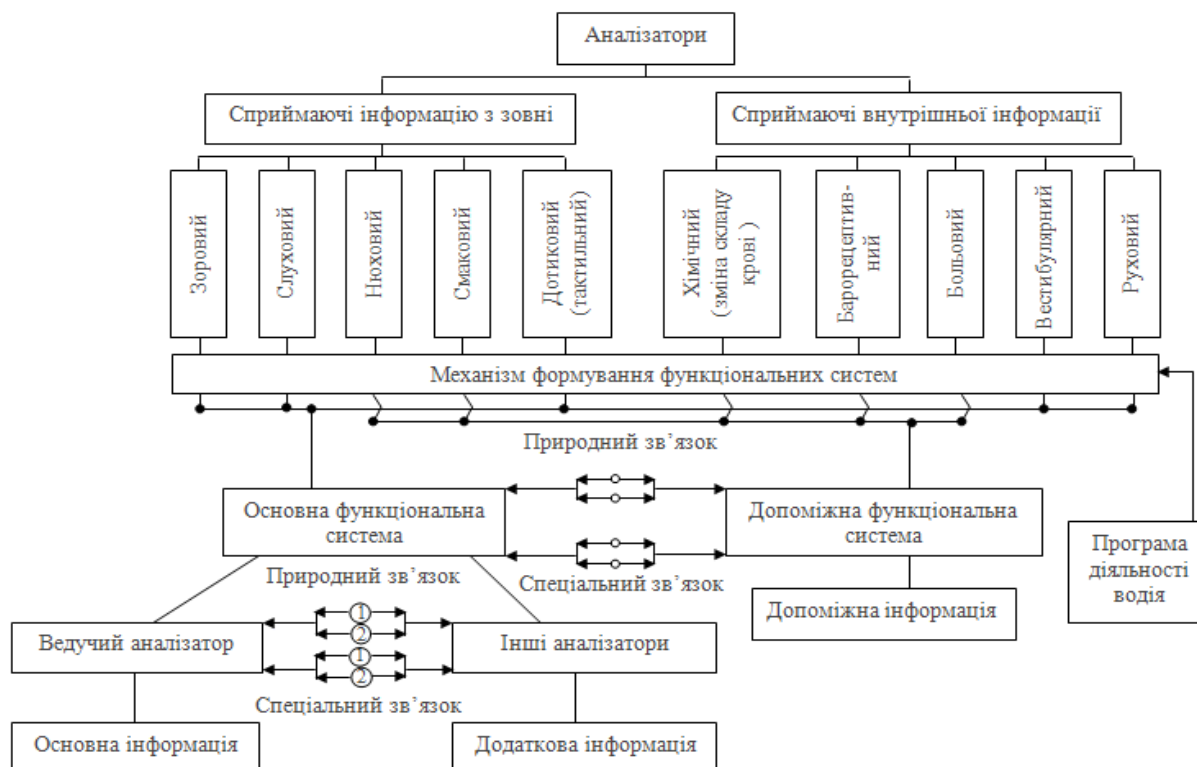 Аналізатори
Сприймаючі інформацію з зовні
Сприймаючі внутрішньої інформації
Зоровий
Слуховий
Нюховий
Смаковий
Дотиковий
(тактильний)
Хімічний
(зміна складу
крові )
Барорецептив-
ний
Больовий
Вестибулярний
Руховий
Механізм формування функціональних систем
Природний зв’язок
Основна функціональна
система
Допоміжна функціональна
система
Програма
діяльності
водія
Природний зв’язок
Спеціальний зв’язок
Допоміжна інформація
Ведучий аналізатор
1
2
1
2
Інші аналізатори
Спеціальний зв’язок
Основна інформація
Додаткова інформація